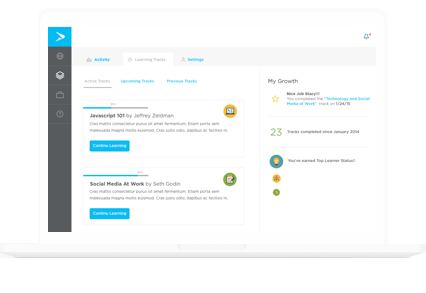 Activity
Learning Tracks
Settings
Active Tracks
Upcoming Tracks
Previous Tracks
Javascript 101 by Jeffrey Zeldman
Cras mattis consectetur purus sit amet fermentum. Etiam porta sem
malesuada magna mollis euismod. Cras justo odio, dapibus ac facilisis in.
Continu Learning
Social Media At Work by Seth Godin
Cras mattis consectetur purus sit amet fermentum. Etiam porta sem
malesuada magna mollis euismod. Cras justo odio, dapibus ac facilisis in.
Continu Learning
My Growth
Nice Job Stacy!!!
You completed the "Technology and Social
Media at Work" track on 1/24/15
23 Tracks completed since January 2014
You've earned Top Learner Status!